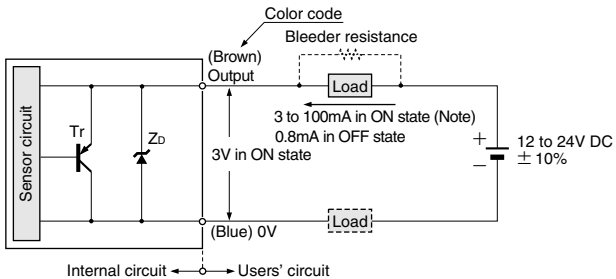 Color code
Bleeder resistance
(Brown)
Output
Load
Sensor circuit
Tr
ZD
3 to 100mA in ON state (Note)
0.8mA in OFF state
3V in ON state
+
−
12 to 24V DC
± 10%
(Blue) 0V
Load
Internal circuit
Users' circuit